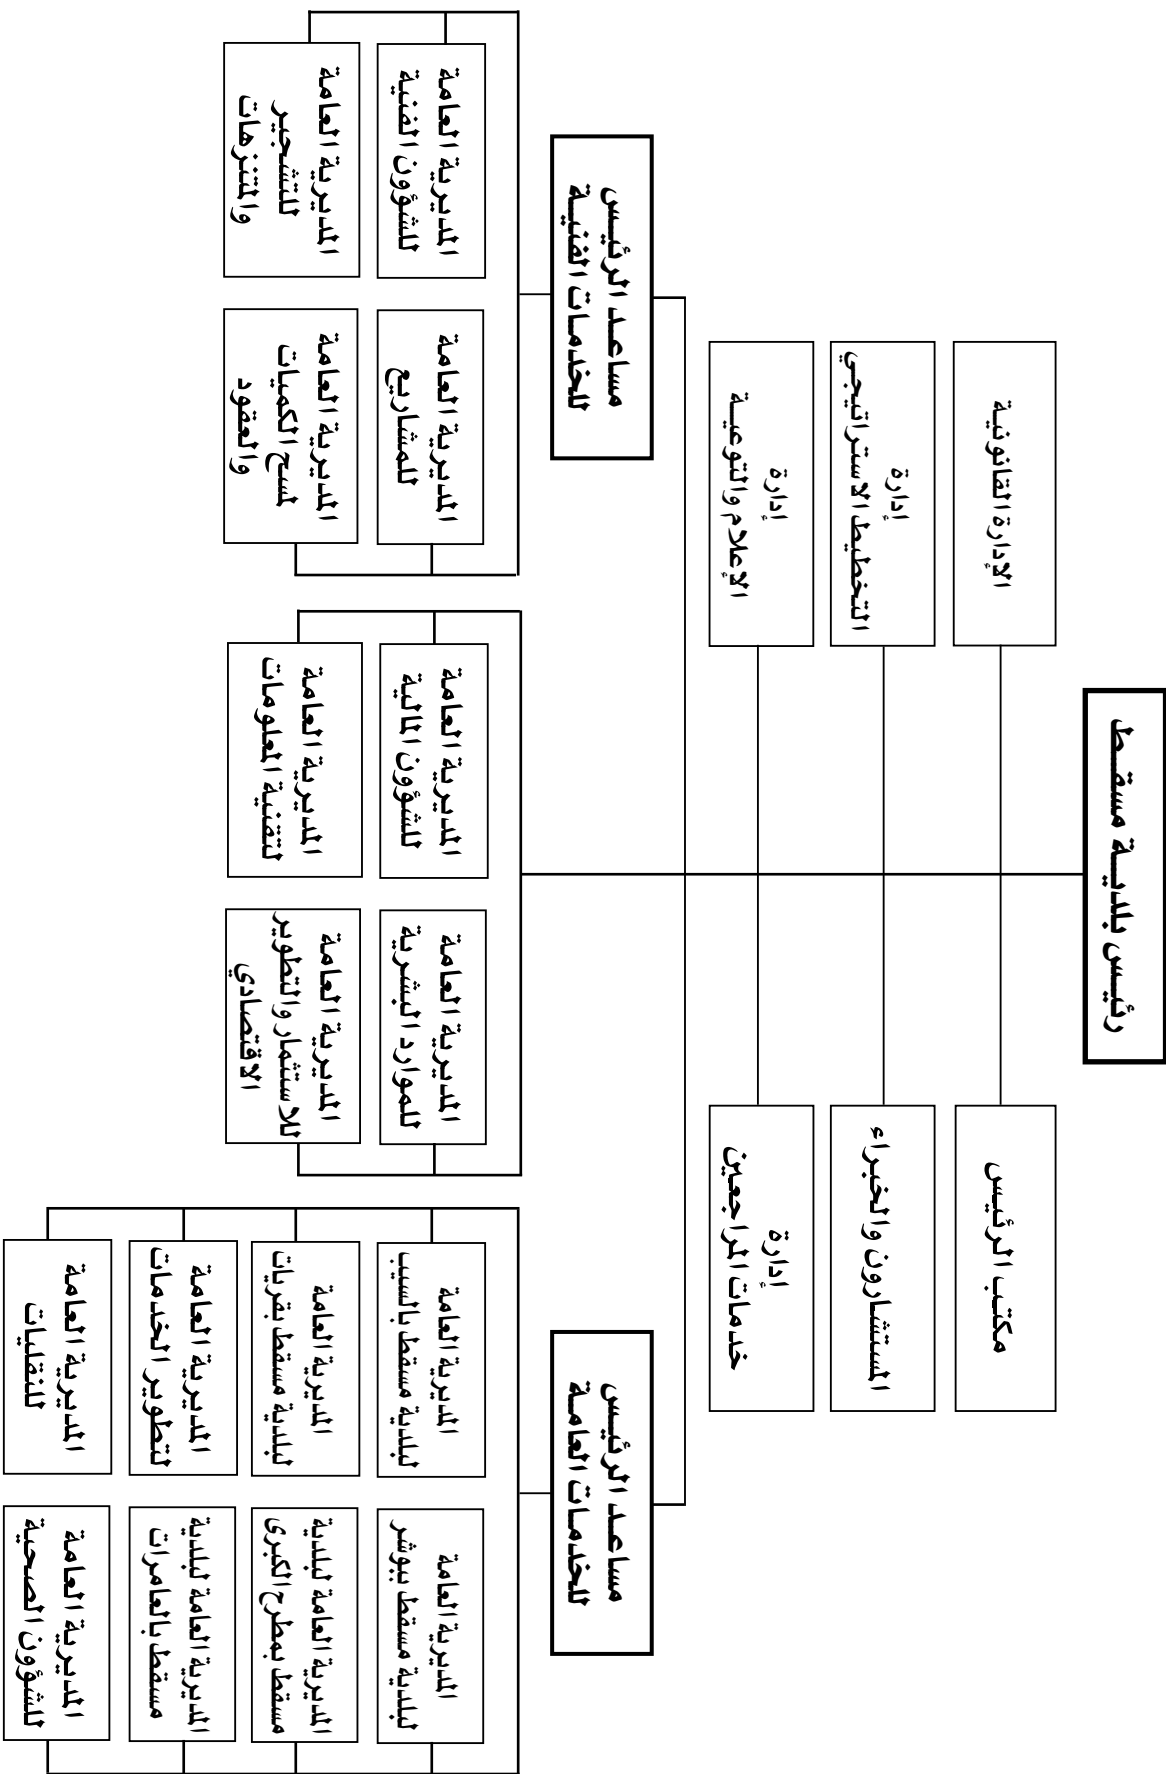 رئيس بلدية مسقط
مكتب الرئيس
الإدارة القانونية
المستشارون والخبراء
إدارة
التخطيط الاستراتيجي
إدارة
خدمات المراجعين
إدارة
الإعلام والتوعية
مساعد الرئيس
للخدمات العامة
مساعد الرئيس
للخدمات الفنية
المديرية العامة
لبلدية مسقط ببوشر
المديرية العامة
لبلدية مسقط بالسيب
المديرية العامة لبلدية
مسقط بمطرح الكبرى
المديرية العامة
لبلدية مسقط بقريات
المديرية العامة لبلدية
مسقط بالعامرات
المديرية العامة
لتطوير الخدمات
المديرية العامة
للشؤون الصحية
المديرية العامة
للنقليات
المديرية العامة
للموارد البشرية
المديرية العامة
للشؤون المالية
المديرية العامة
للاستثمار والتطوير
الاقتصادي
المديرية العامة
لتقنية المعلومات
المديرية العامة
للمشاريع
المديرية العامة
للشؤون الفنية
المديرية العامة
لمسح الكميات
والعقود
المديرية العامة
للتشجير
والمتنزهات